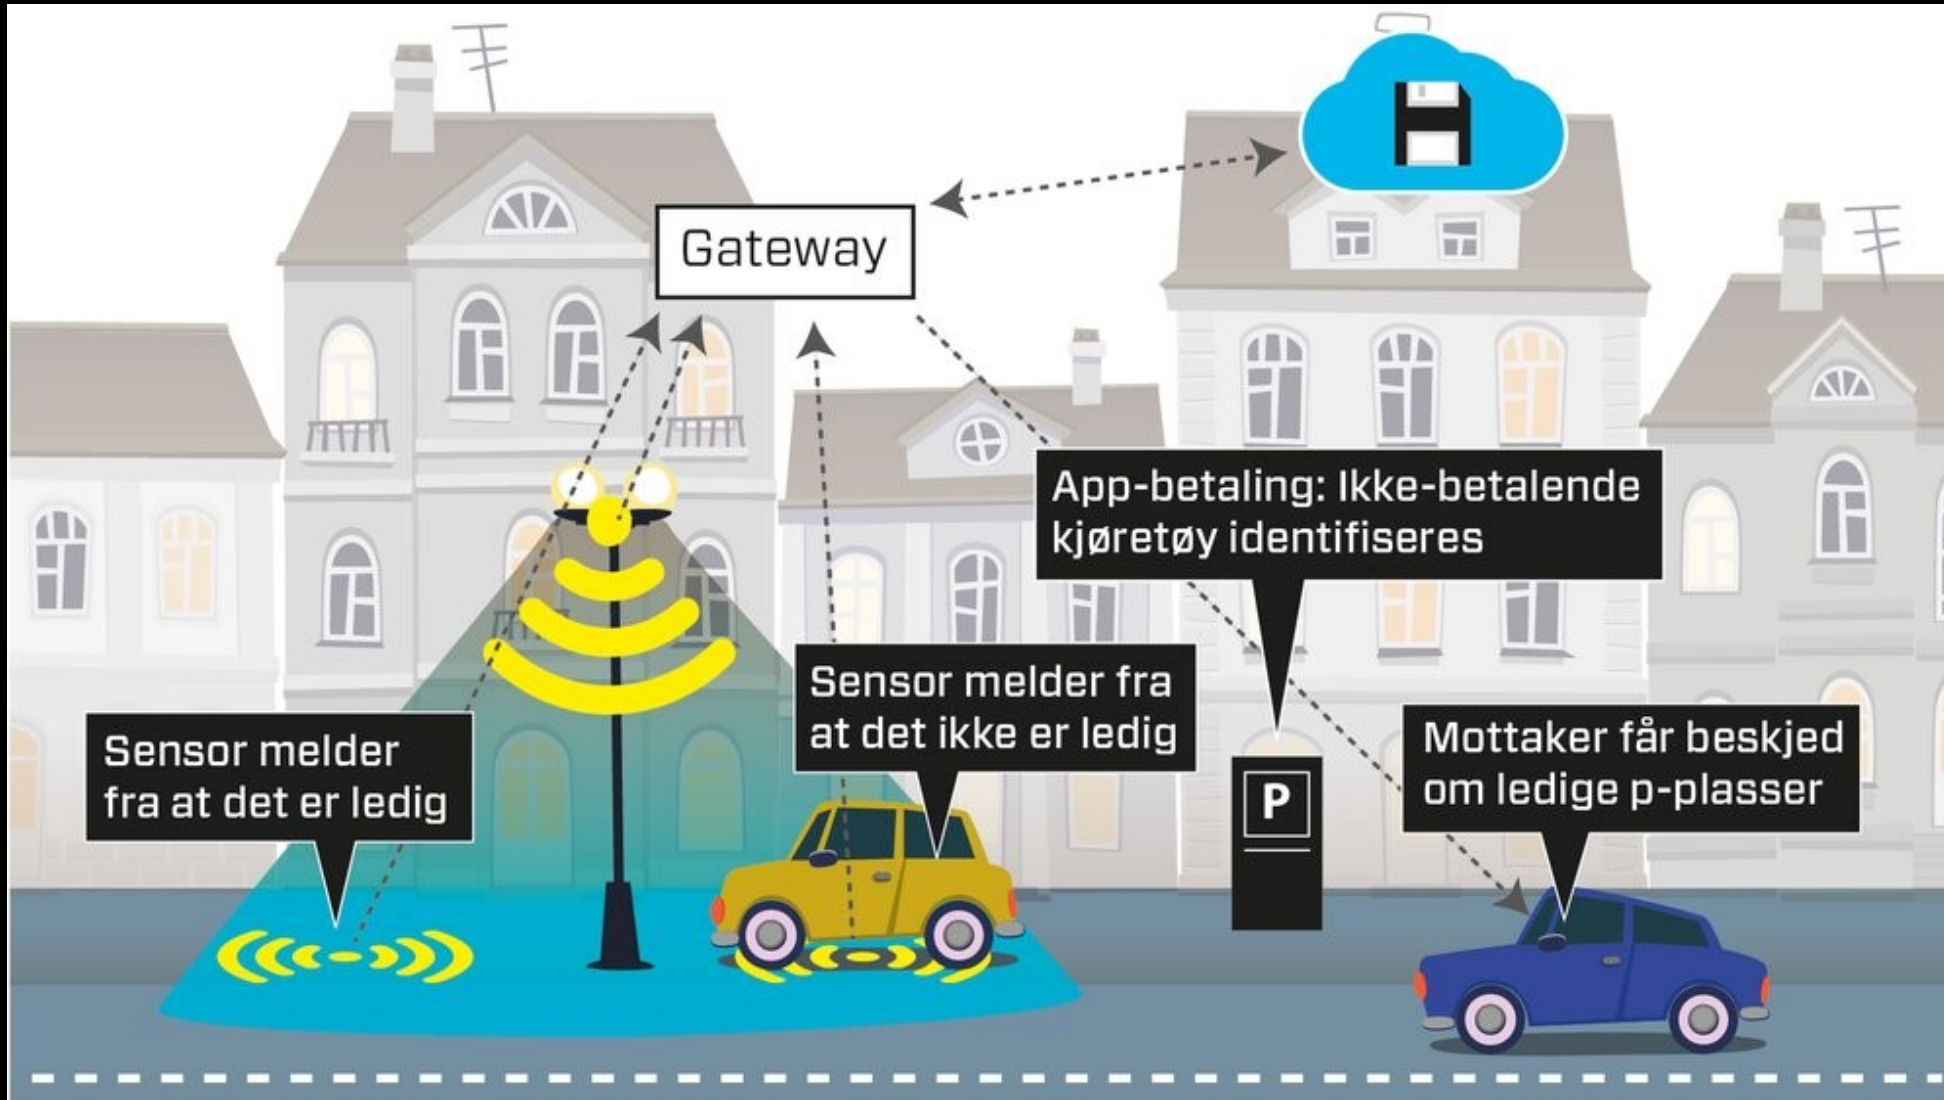 Gateway
App-betaling: Ikke-betalende
kjøretøy identifiseres
Sensor melder fra
at det ikke er ledig
Sensor melder
fra at det er ledig
Mottaker får beskjed
om ledige p-plasser
P